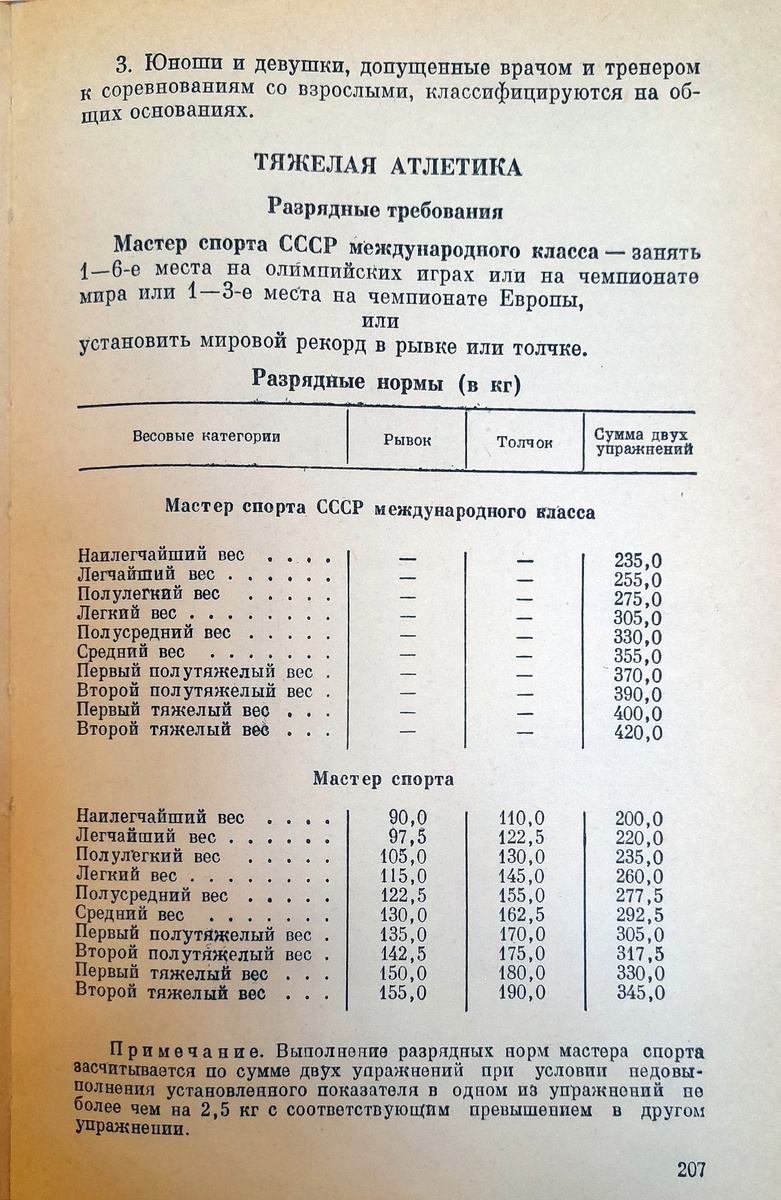 3. Юноши и девушки, допущенные врачом и тренером
к соревнованиям со взрослыми, классифицируются на об-
щих основаниях.
ТЯЖЕЛАЯ АТЛЕТИКА
Разрядные требования
Мастер спорта СССР международного класса — занять
1—6-е места на олимпийских играх или на чемпионате
мира или 1—3-е места на чемпионате Европы,
или
установить мировой рекорд в рывке или толчке.
Разрядные нормы (в кг)
Весовые категории Рывок Толчок Сумма двух упражнений
Мастер спорта СССР международного класса
Наилегчайший вес . . . . — — 235,0
Легчайший вес . . . . . . — — 255,0
Полулегкий вес . . . . . — — 275,0
Легкий вес . . . . . . . . — — 305,0
Полусредний вес . . . . . — — 330,0
Средний вес . . . . . . . — — 355,0
Первый полутяжелый вес . — — 370,0
Второй полутяжелый вес . — — 390,0
Первый тяжелый вес . . . — — 400,0
Второй тяжелый вес . . . — — 420,0
Мастер спорта
Наилегчайший вес . . . . 90,0 110,0 200,0
Легчайший вес . . . . . . 97,5 122,5 220,0
Полулегкий вес . . . . . 105,0 130,0 235,0
Легкий вес . . . . . . . . 115,0 145,0 260,0
Полусредний вес . . . . . 122,5 155,0 277,5
Средний вес . . . . . . . 130,0 162,5 292,5
Первый полутяжелый вес . 135,0 170,0 305,0
Второй полутяжелый вес . 142,5 175,0 317,5
Первый тяжелый вес . . . 150,0 180,0 330,0
Второй тяжелый вес . . . 155,0 190,0 345,0
Примечание. Выполнение разрядных норм мастера спорта
засчитывается по сумме двух упражнений при условии недовы-
полнения установленного показателя в одном из упражнений не
более чем на 2,5 кг с соответствующим превышением в другом
упражнении.
207